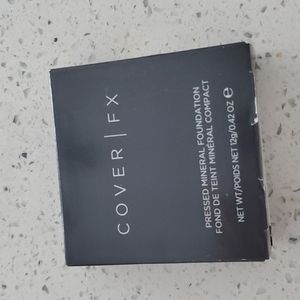 COVER | FX
PRESSED MINERAL FOUNDATION
FOND DE TEINT MINÉRAL COMPACT
NET WT/POIDS NET 12g/0.42 OZ ℮